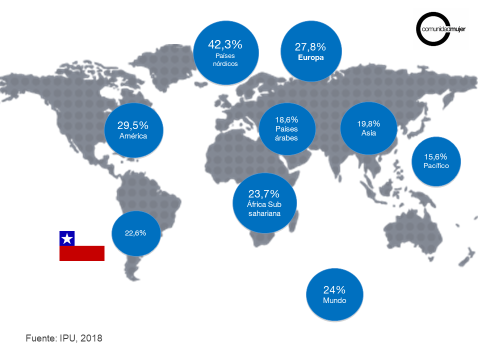 comunidadmujer
42,3%
Países
nórdicos
27,8%
Europa
29,5%
América
18,6%
Países
árabes
19,8%
Asia
15,6%
Pacífico
23,7%
África Sub
sahariana
22,6%
24%
Mundo
Fuente: IPU, 2018